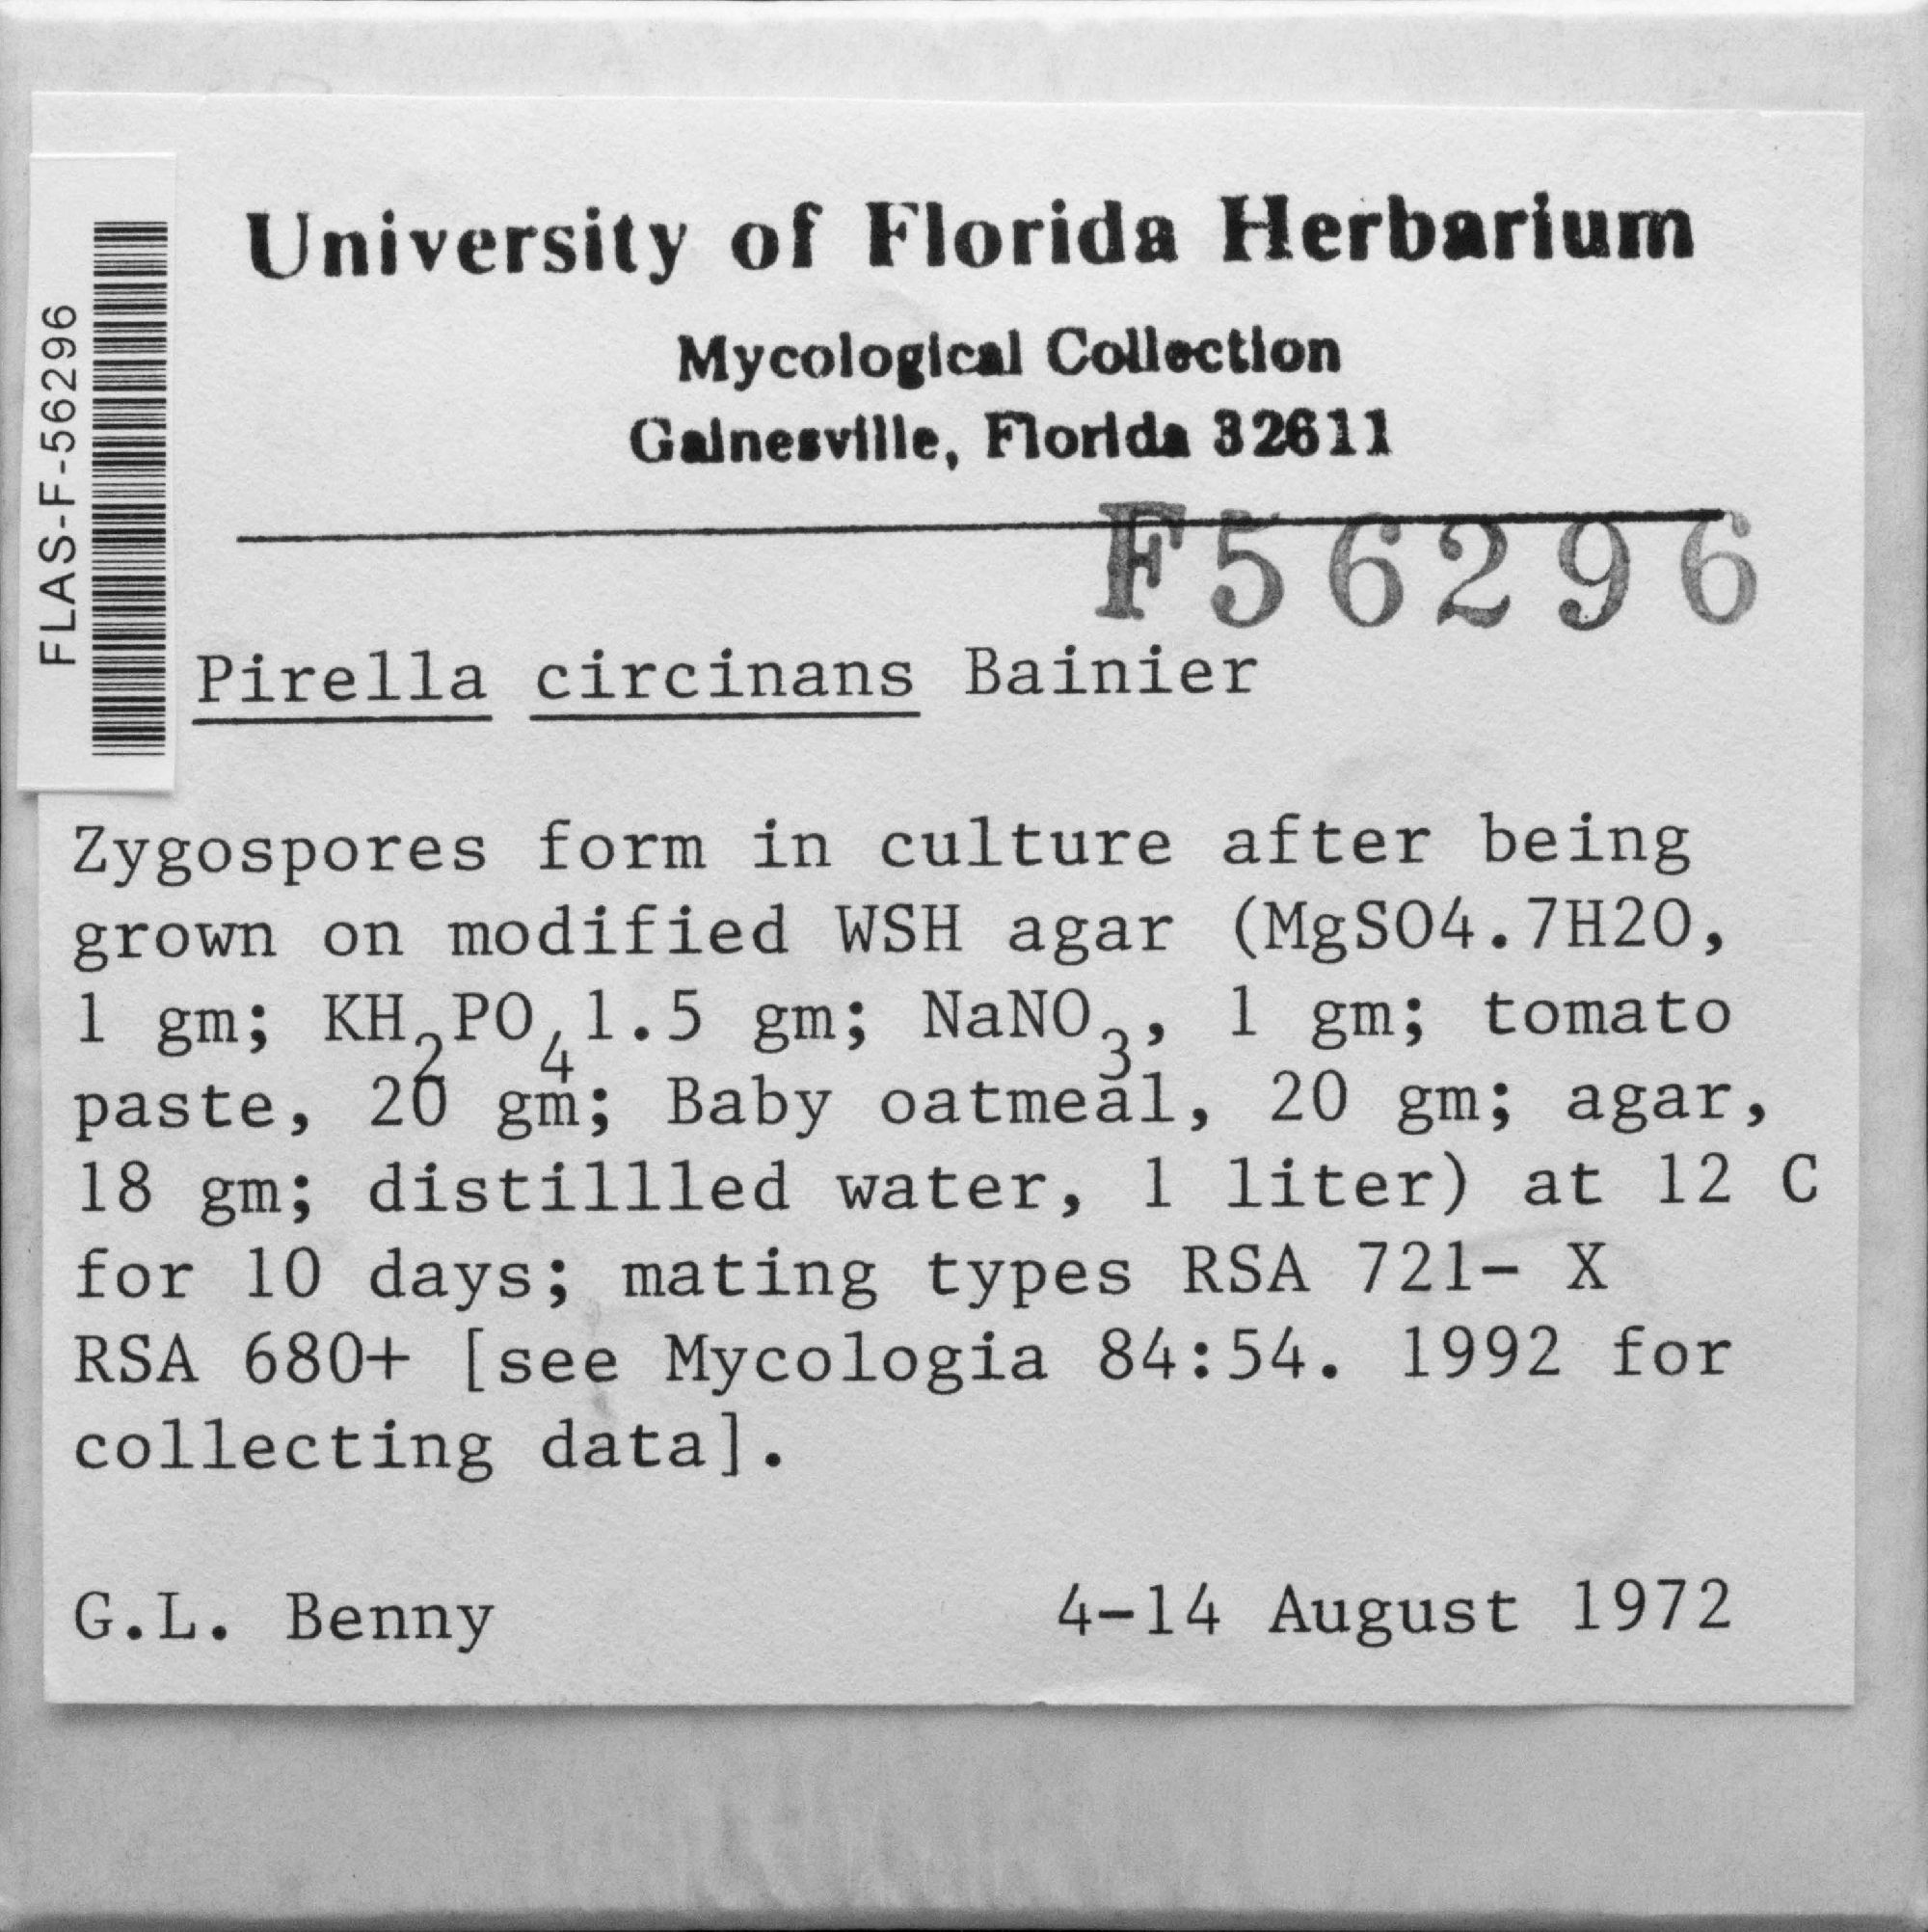 University of Florida Herbarium
Mycological Collection
Gainesville, Florida 32611
F56296
FLAS-F-56296
Pirella circinans Bainier
Zygospores form in culture after being
grown on modified WSH agar (MgSO4.7H2O,
1 gm; KH₂PO₄1.5 gm; NaNO₃, 1 gm; tomato
paste, 20 gm; Baby oatmeal, 20 gm; agar,
18 gm; distillled water, 1 liter) at 12 C
for 10 days; mating types RSA 721- X
RSA 680+ [see Mycologia 84:54. 1992 for
collecting data].
G.L. Benny 4-14 August 1972